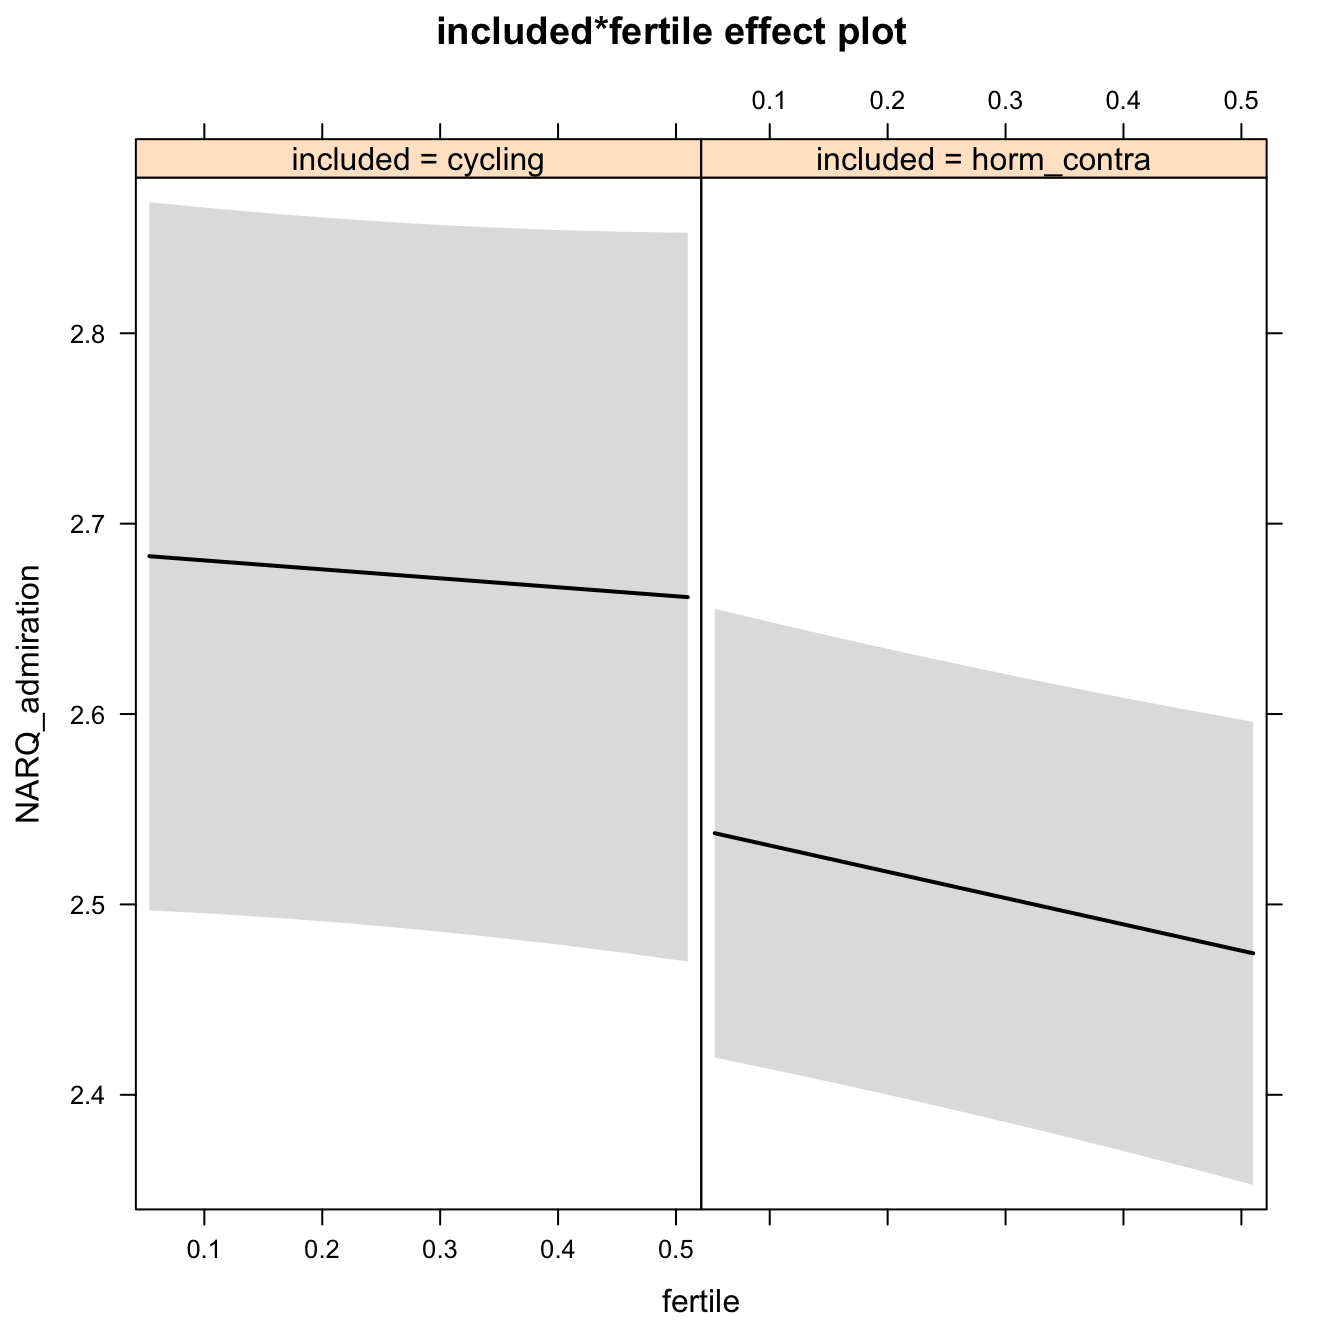 included*fertile effect plot
0.1 0.2 0.3 0.4 0.5
included = cycling included = horm_contra
2.8
2.7
2.6
2.5
2.4
NARQ_admiration
0.1 0.2 0.3 0.4 0.5
fertile